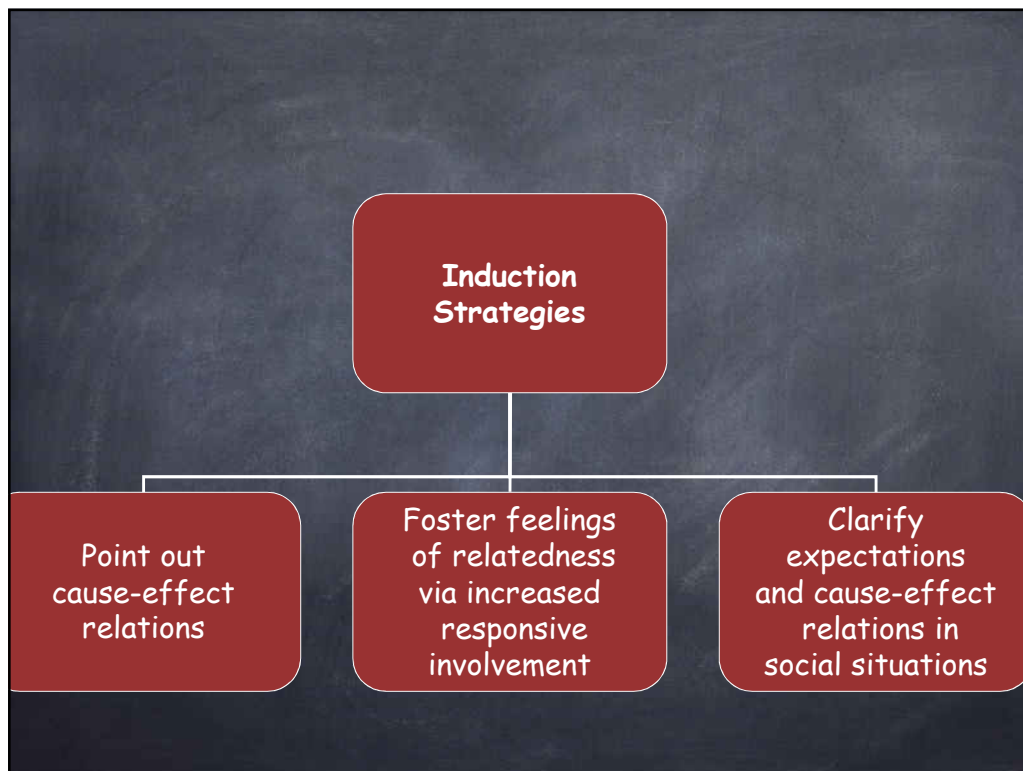 Induction
Strategies
Point out
cause-effect
relations
Foster feelings
of relatedness
via increased
responsive
involvement
Clarify
expectations
and cause-effect
relations in
social situations